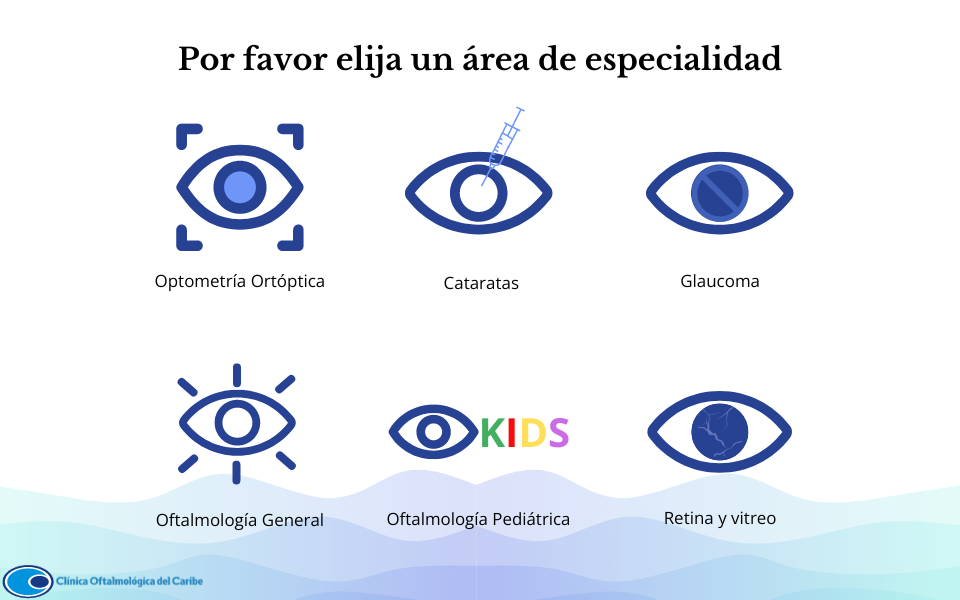 Por favor elija un área de especialidad
Optometría Ortóptica
Cataratas
Glaucoma
KIDS
Oftalmología General
Oftalmología Pediátrica
Retina y vitreo
Clínica Oftalmológica del Caribe